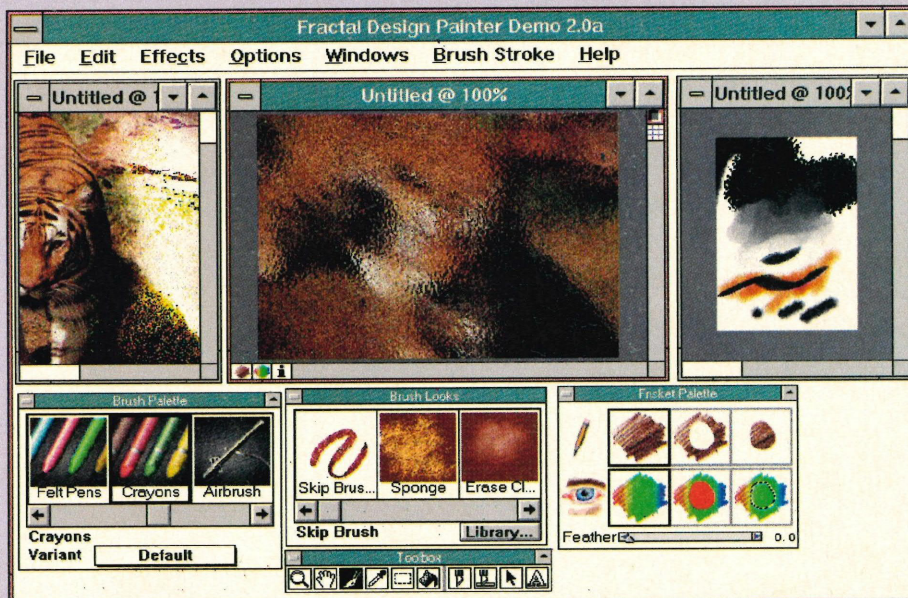 Fractal Design Painter Demo 2.0a
File Edit Effects Options Windows Brush Stroke Help
Untitled @ 1
Untitled @ 100%
Untitled @ 100%
Brush Palette
Felt Pens Crayons Airbrush
Crayons
Variant Default
Brush Looks
Skip Brus... Sponge Erase Cl...
Skip Brush Library...
Toolbox
Frisket Palette
Feather 0.0